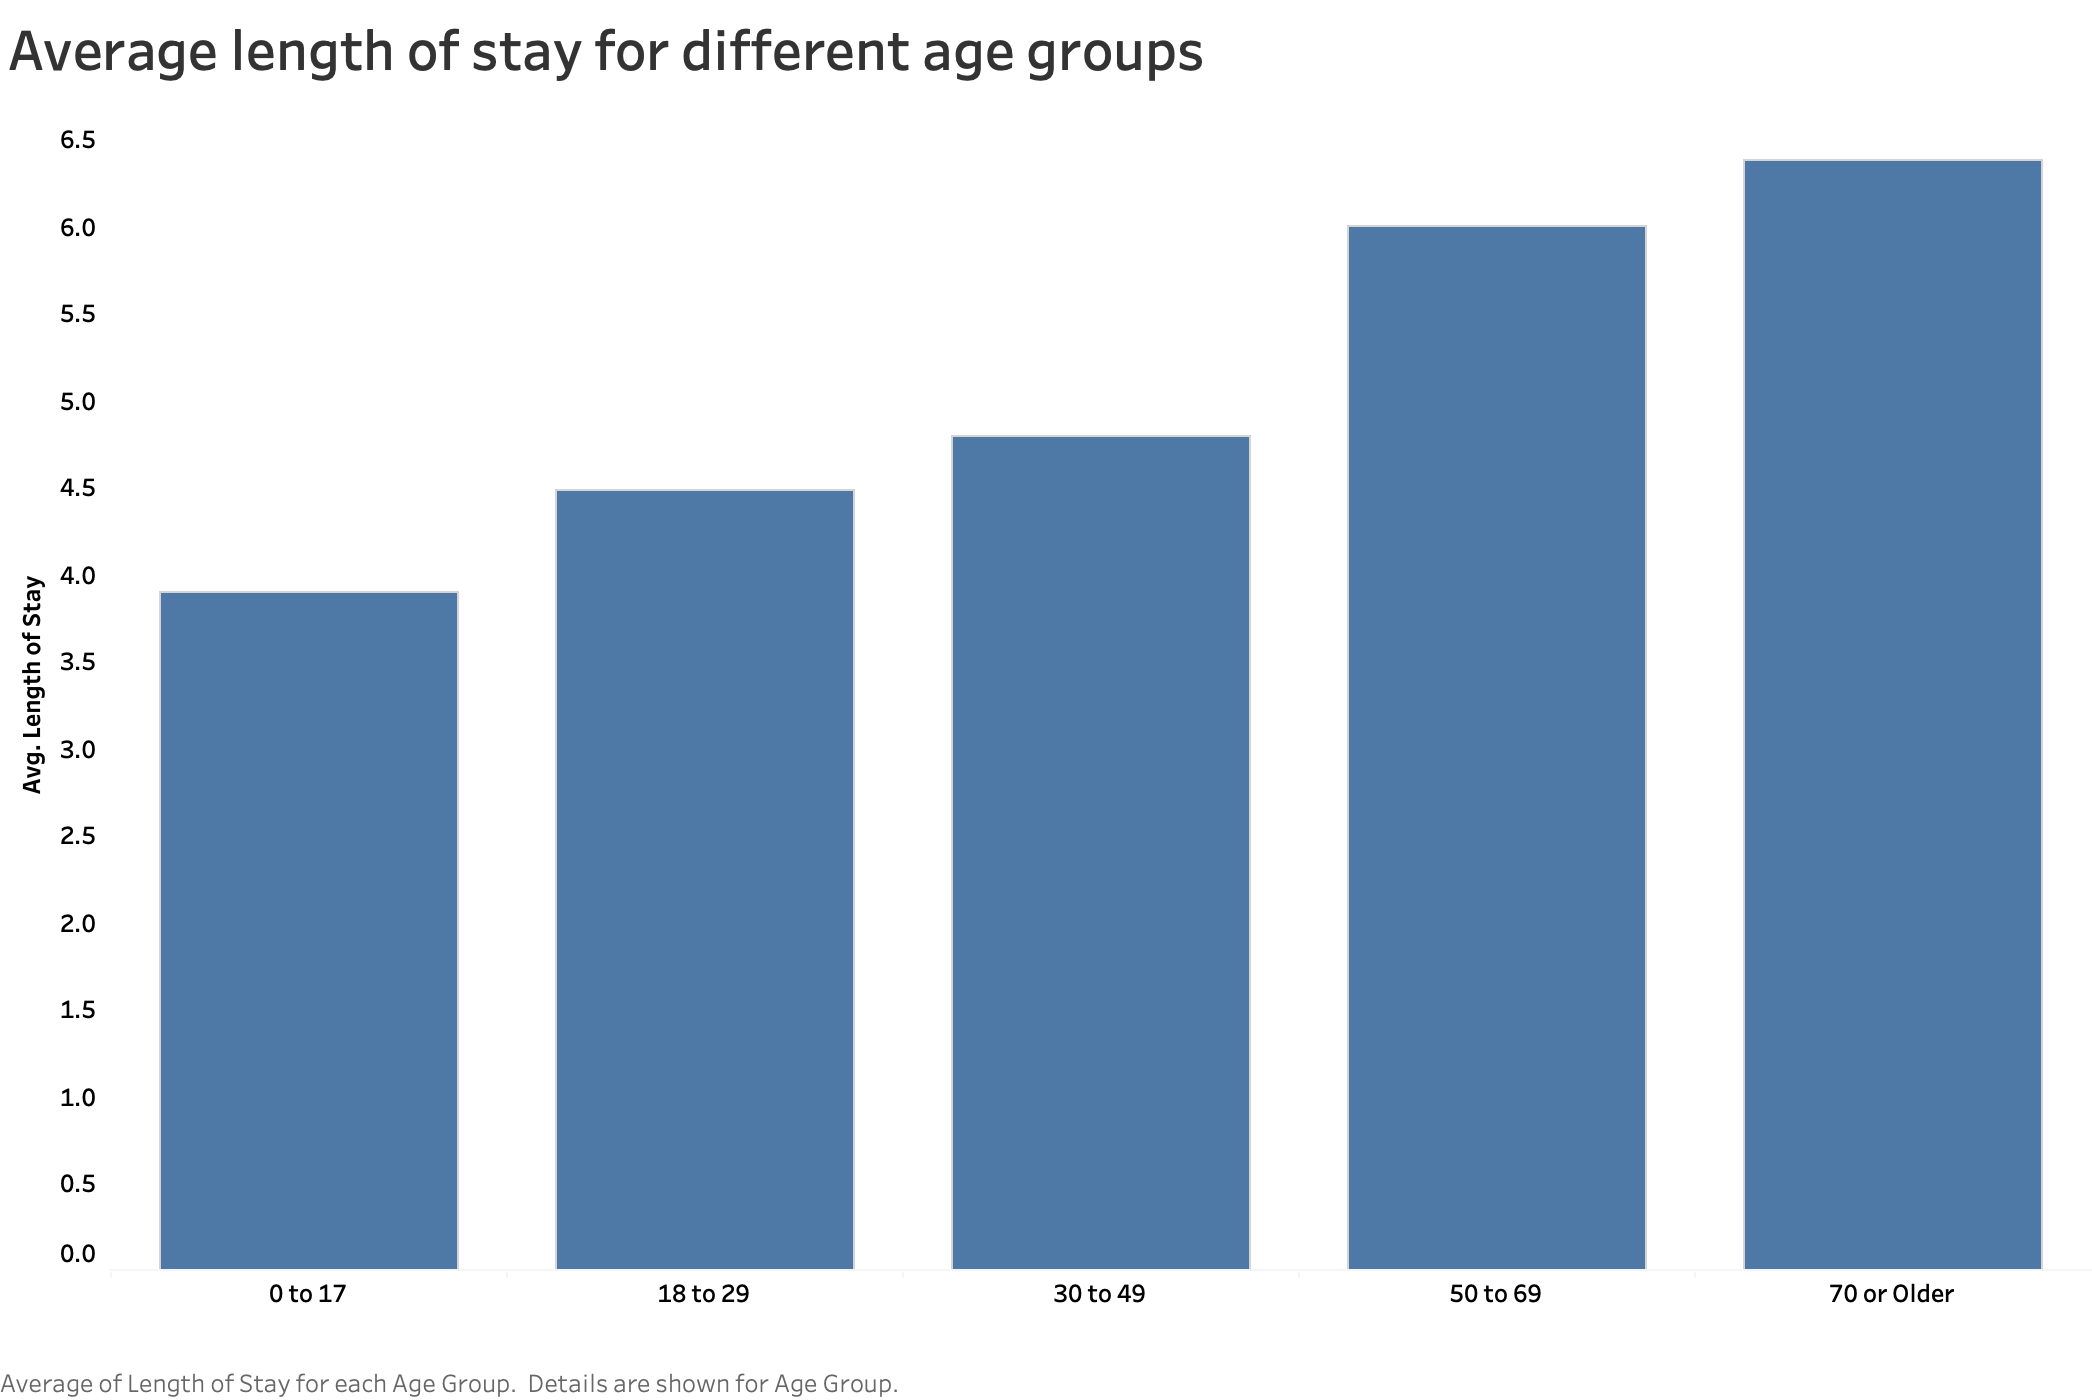 Average length of stay for different age groups
6.5
6.0
5.5
5.0
4.5
4.0
3.5
3.0
2.5
2.0
1.5
1.0
0.5
0.0
Avg. Length of Stay
0 to 17
18 to 29
30 to 49
50 to 69
70 or Older
Average of Length of Stay for each Age Group.  Details are shown for Age Group.